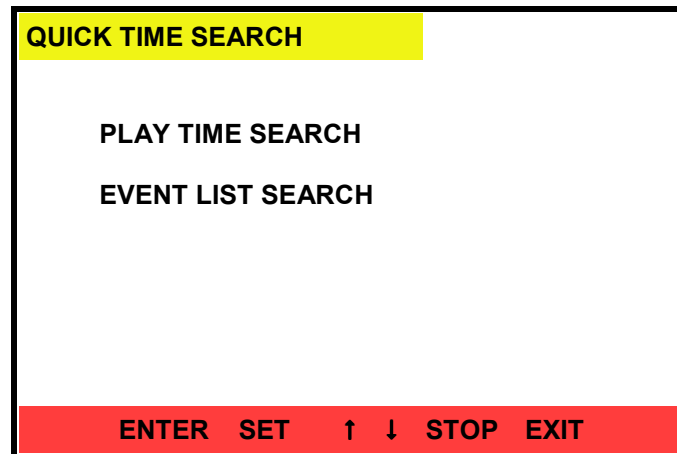 QUICK TIME SEARCH
PLAY TIME SEARCH
EVENT LIST SEARCH
ENTER SET ↑ ↓ STOP EXIT